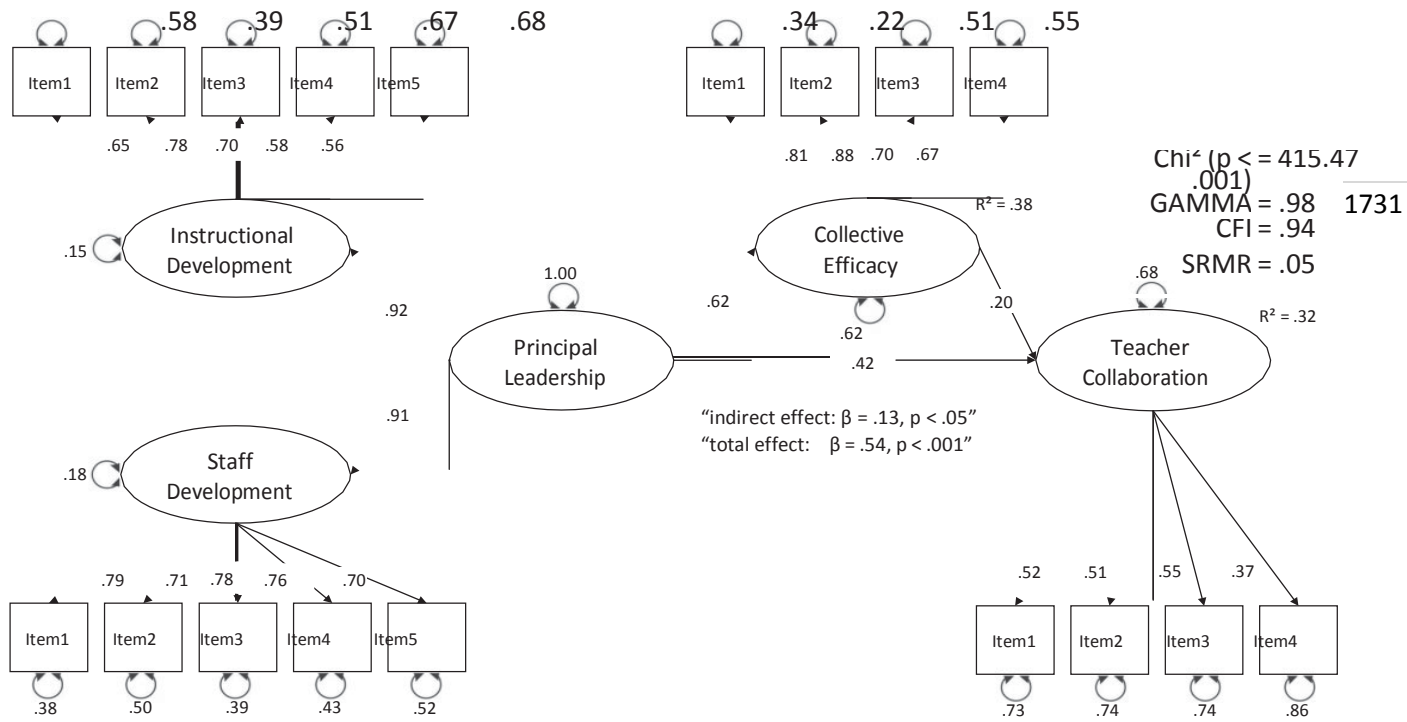 .58 .39 .51 .67 .68
Item1 Item2 Item3 Item4 Item5
.65 .78 .70 .58 .56
.34 .22 .51 .55
Item1 Item2 Item3 Item4
.81 .88 .70 .67
Chi² (p < = 415.47
.001)
GAMMA = .98 1731
CFI = .94
SRMR = .05
.15
Instructional
Development
R² = .38
Collective
Efficacy
.62
.92
.62
1.00
Principal
Leadership
.20
.42
.68
R² = .32
Teacher
Collaboration
.91
“indirect effect: β = .13, p < .05”
“total effect: β = .54, p < .001”
.18
Staff
Development
.79 .71 .78 .76 .70
Item1 Item2 Item3 Item4 Item5
.38 .50 .39 .43 .52
.52 .51 .55 .37
Item1 Item2 Item3 Item4
.73 .74 .74 .86